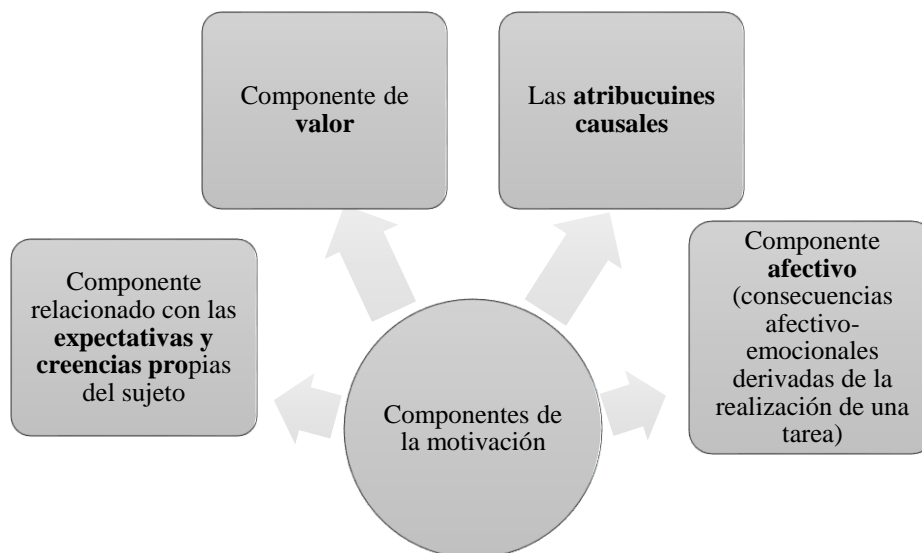 Componente de
valor
Las atribucuines
causales
Componente
relacionado con las
expectativas y
creencias propias
del sujeto
Componente
afectivo
(consecuencias
afectivo-
emocionales
derivadas de la
realización de una
tarea)
Componentes de
la motivación